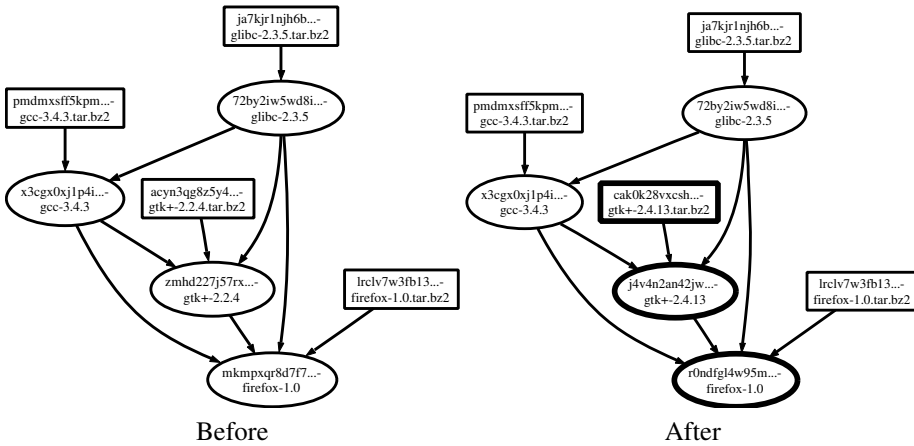 ja7kjr1njh6b...-
glibc-2.3.5.tar.bz2
pmdmxsff5kpm...-
gcc-3.4.3.tar.bz2
72by2iw5wd8i...-
glibc-2.3.5
x3cgx0xj1p4i...-
gcc-3.4.3
acyn3qg8z5y4...-
gtk+-2.2.4.tar.bz2
zmhd227j57rx...-
gtk+-2.2.4
lrclv7w3fb13...-
firefox-1.0.tar.bz2
mkmpxqr8d7f7...-
firefox-1.0
Before
ja7kjr1njh6b...-
glibc-2.3.5.tar.bz2
pmdmxsff5kpm...-
gcc-3.4.3.tar.bz2
72by2iw5wd8i...-
glibc-2.3.5
x3cgx0xj1p4i...-
gcc-3.4.3
cak0k28vxcsh...-
gtk+-2.4.13.tar.bz2
j4v4n2an42jw...-
gtk+-2.4.13
lrclv7w3fb13...-
firefox-1.0.tar.bz2
r0ndfgl4w95m...-
firefox-1.0
After